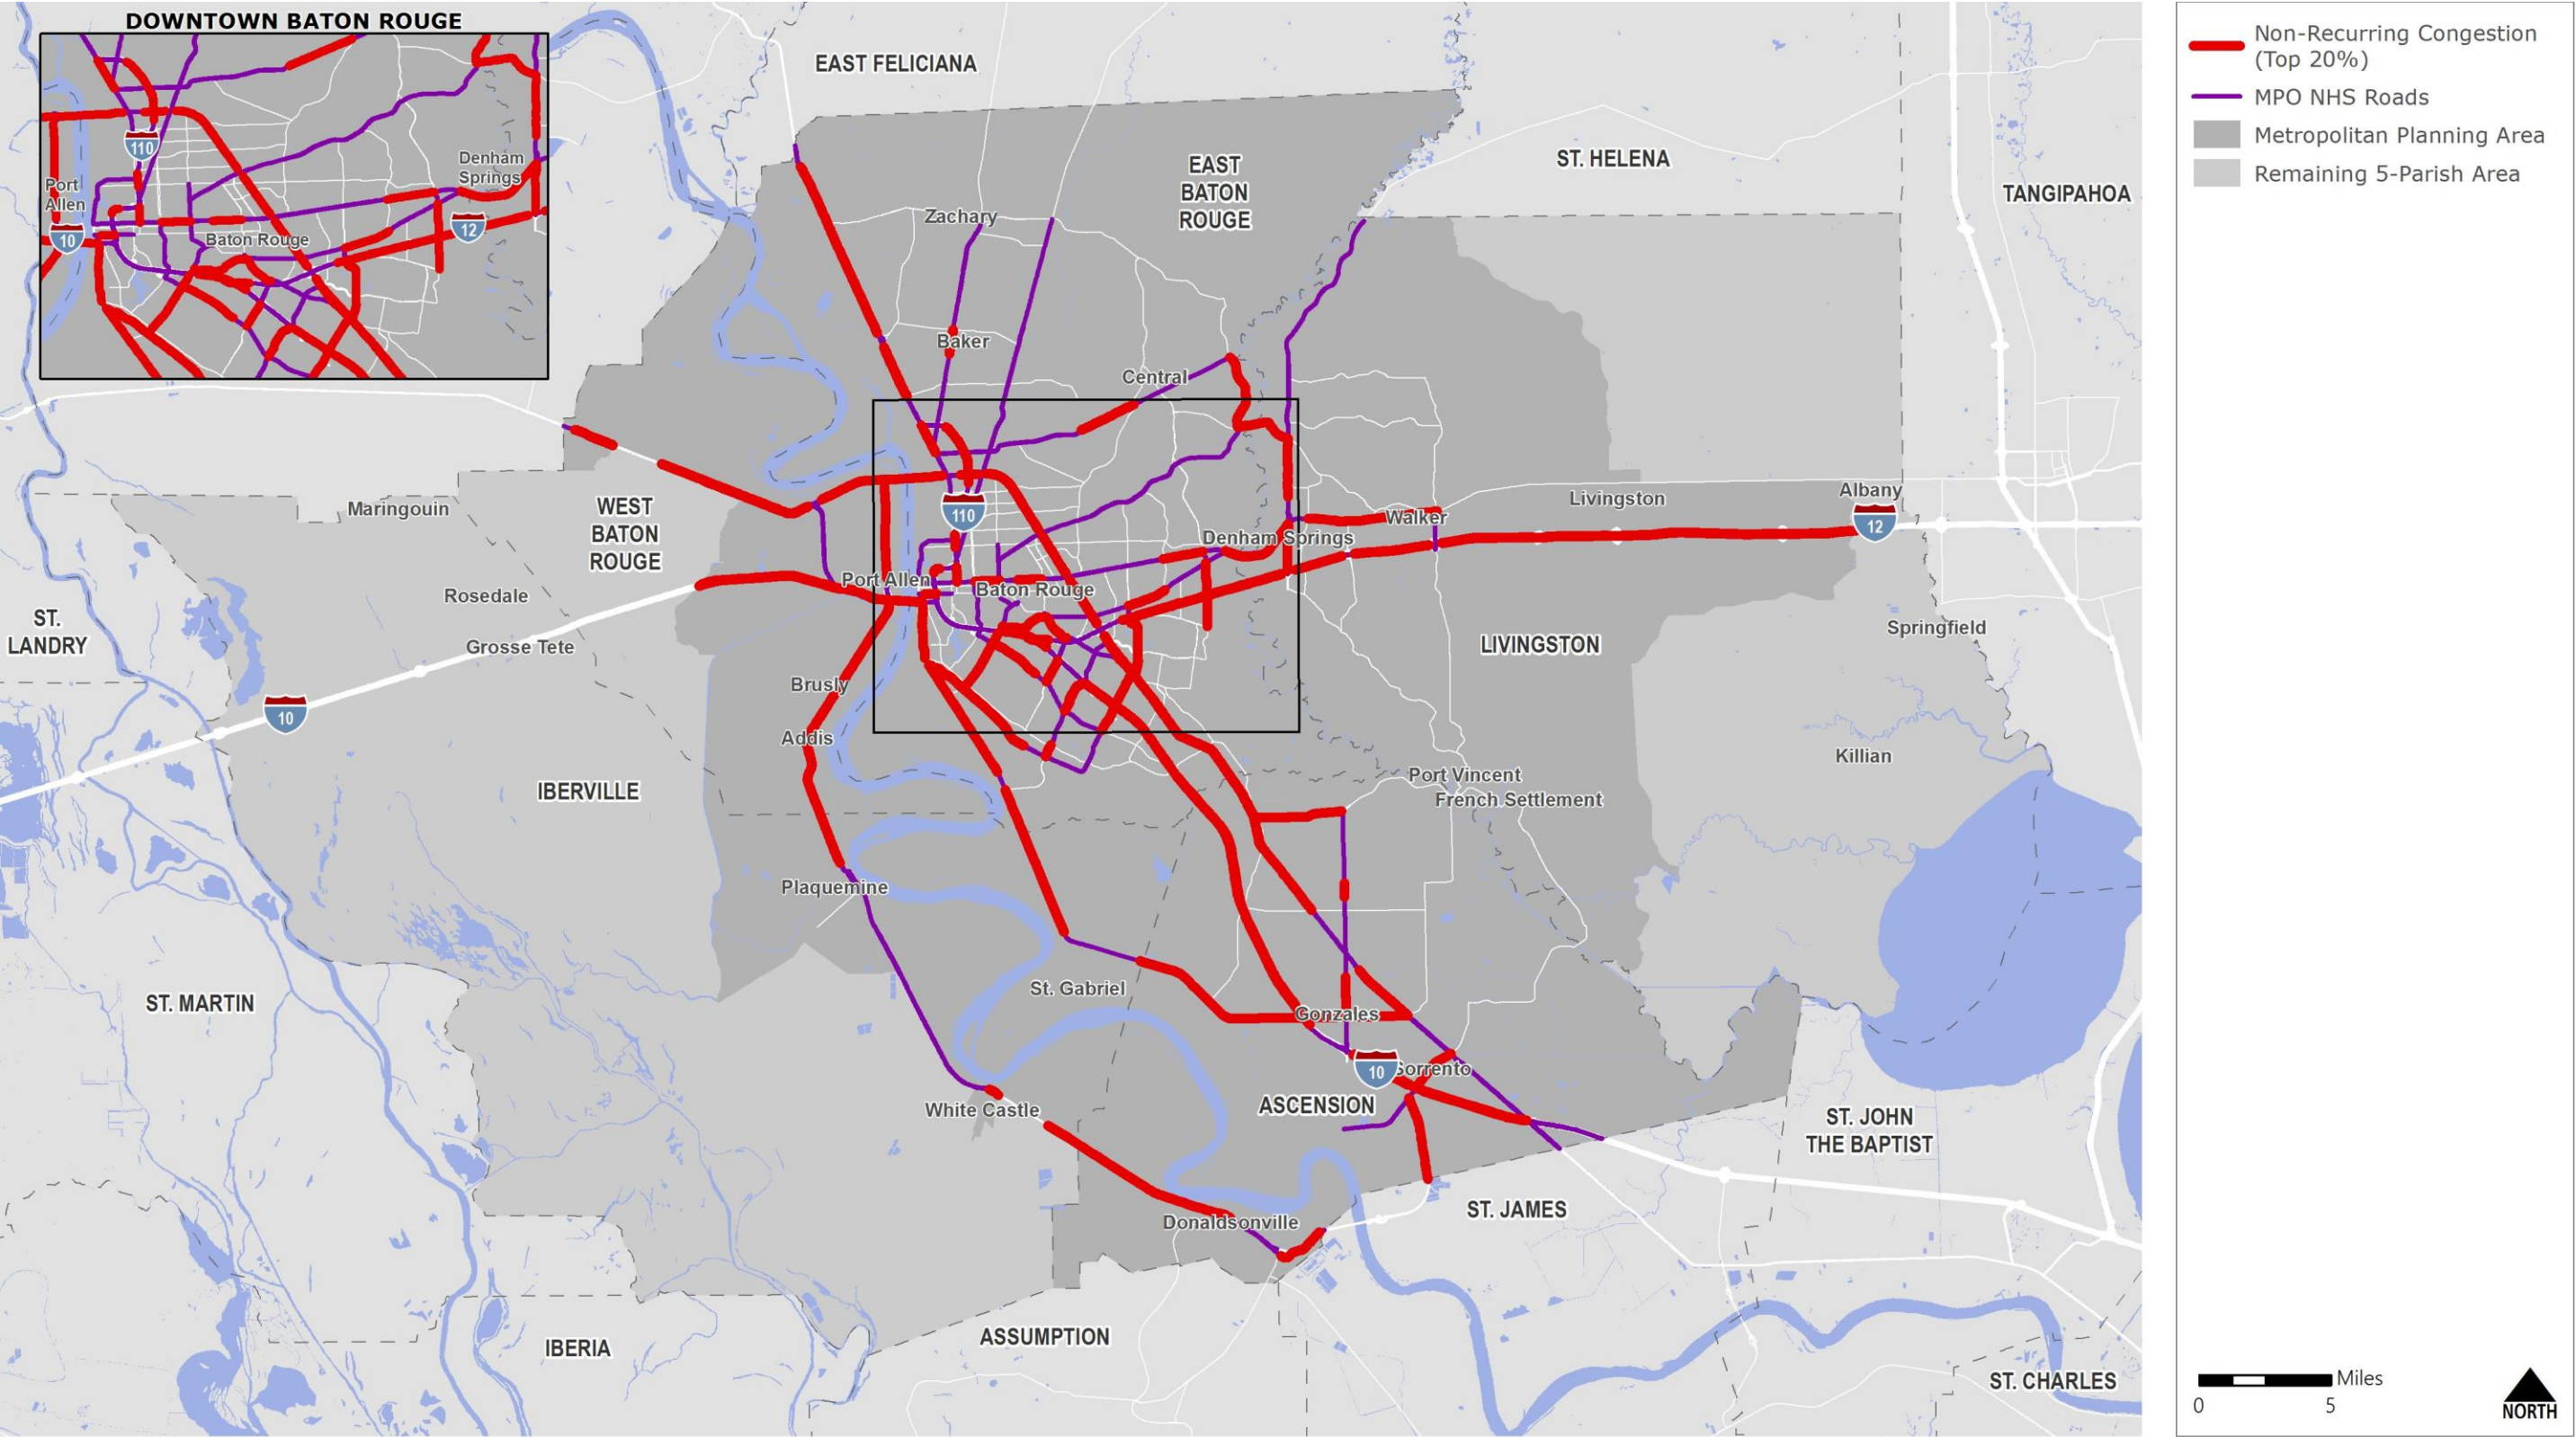 DOWNTOWN BATON ROUGE
110
Denham
Springs
Port
Allen
10
12
Baton Rouge
EAST FELICIANA
EAST
BATON
ROUGE
ST. HELENA
TANGIPAHOA
Zachary
Baker
Central
Maringouin
WEST
BATON
ROUGE
110
Livingston
Albany
12
Walker
Denham Springs
Port Allen
Baton Rouge
Rosedale
ST.
LANDRY
Grosse Tete
10
Springfield
LIVINGSTON
Brusly
Addis
Killian
IBERVILLE
Port Vincent
French Settlement
Plaquemine
St. Gabriel
ST. MARTIN
Gonzales
10
Sorrento
White Castle
ASCENSION
ST. JOHN
THE BAPTIST
Donaldsonville
ST. JAMES
IBERIA
ASSUMPTION
ST. CHARLES
Non-Recurring Congestion
(Top 20%)
MPO NHS Roads
Metropolitan Planning Area
Remaining 5-Parish Area
Miles
0 5
NORTH